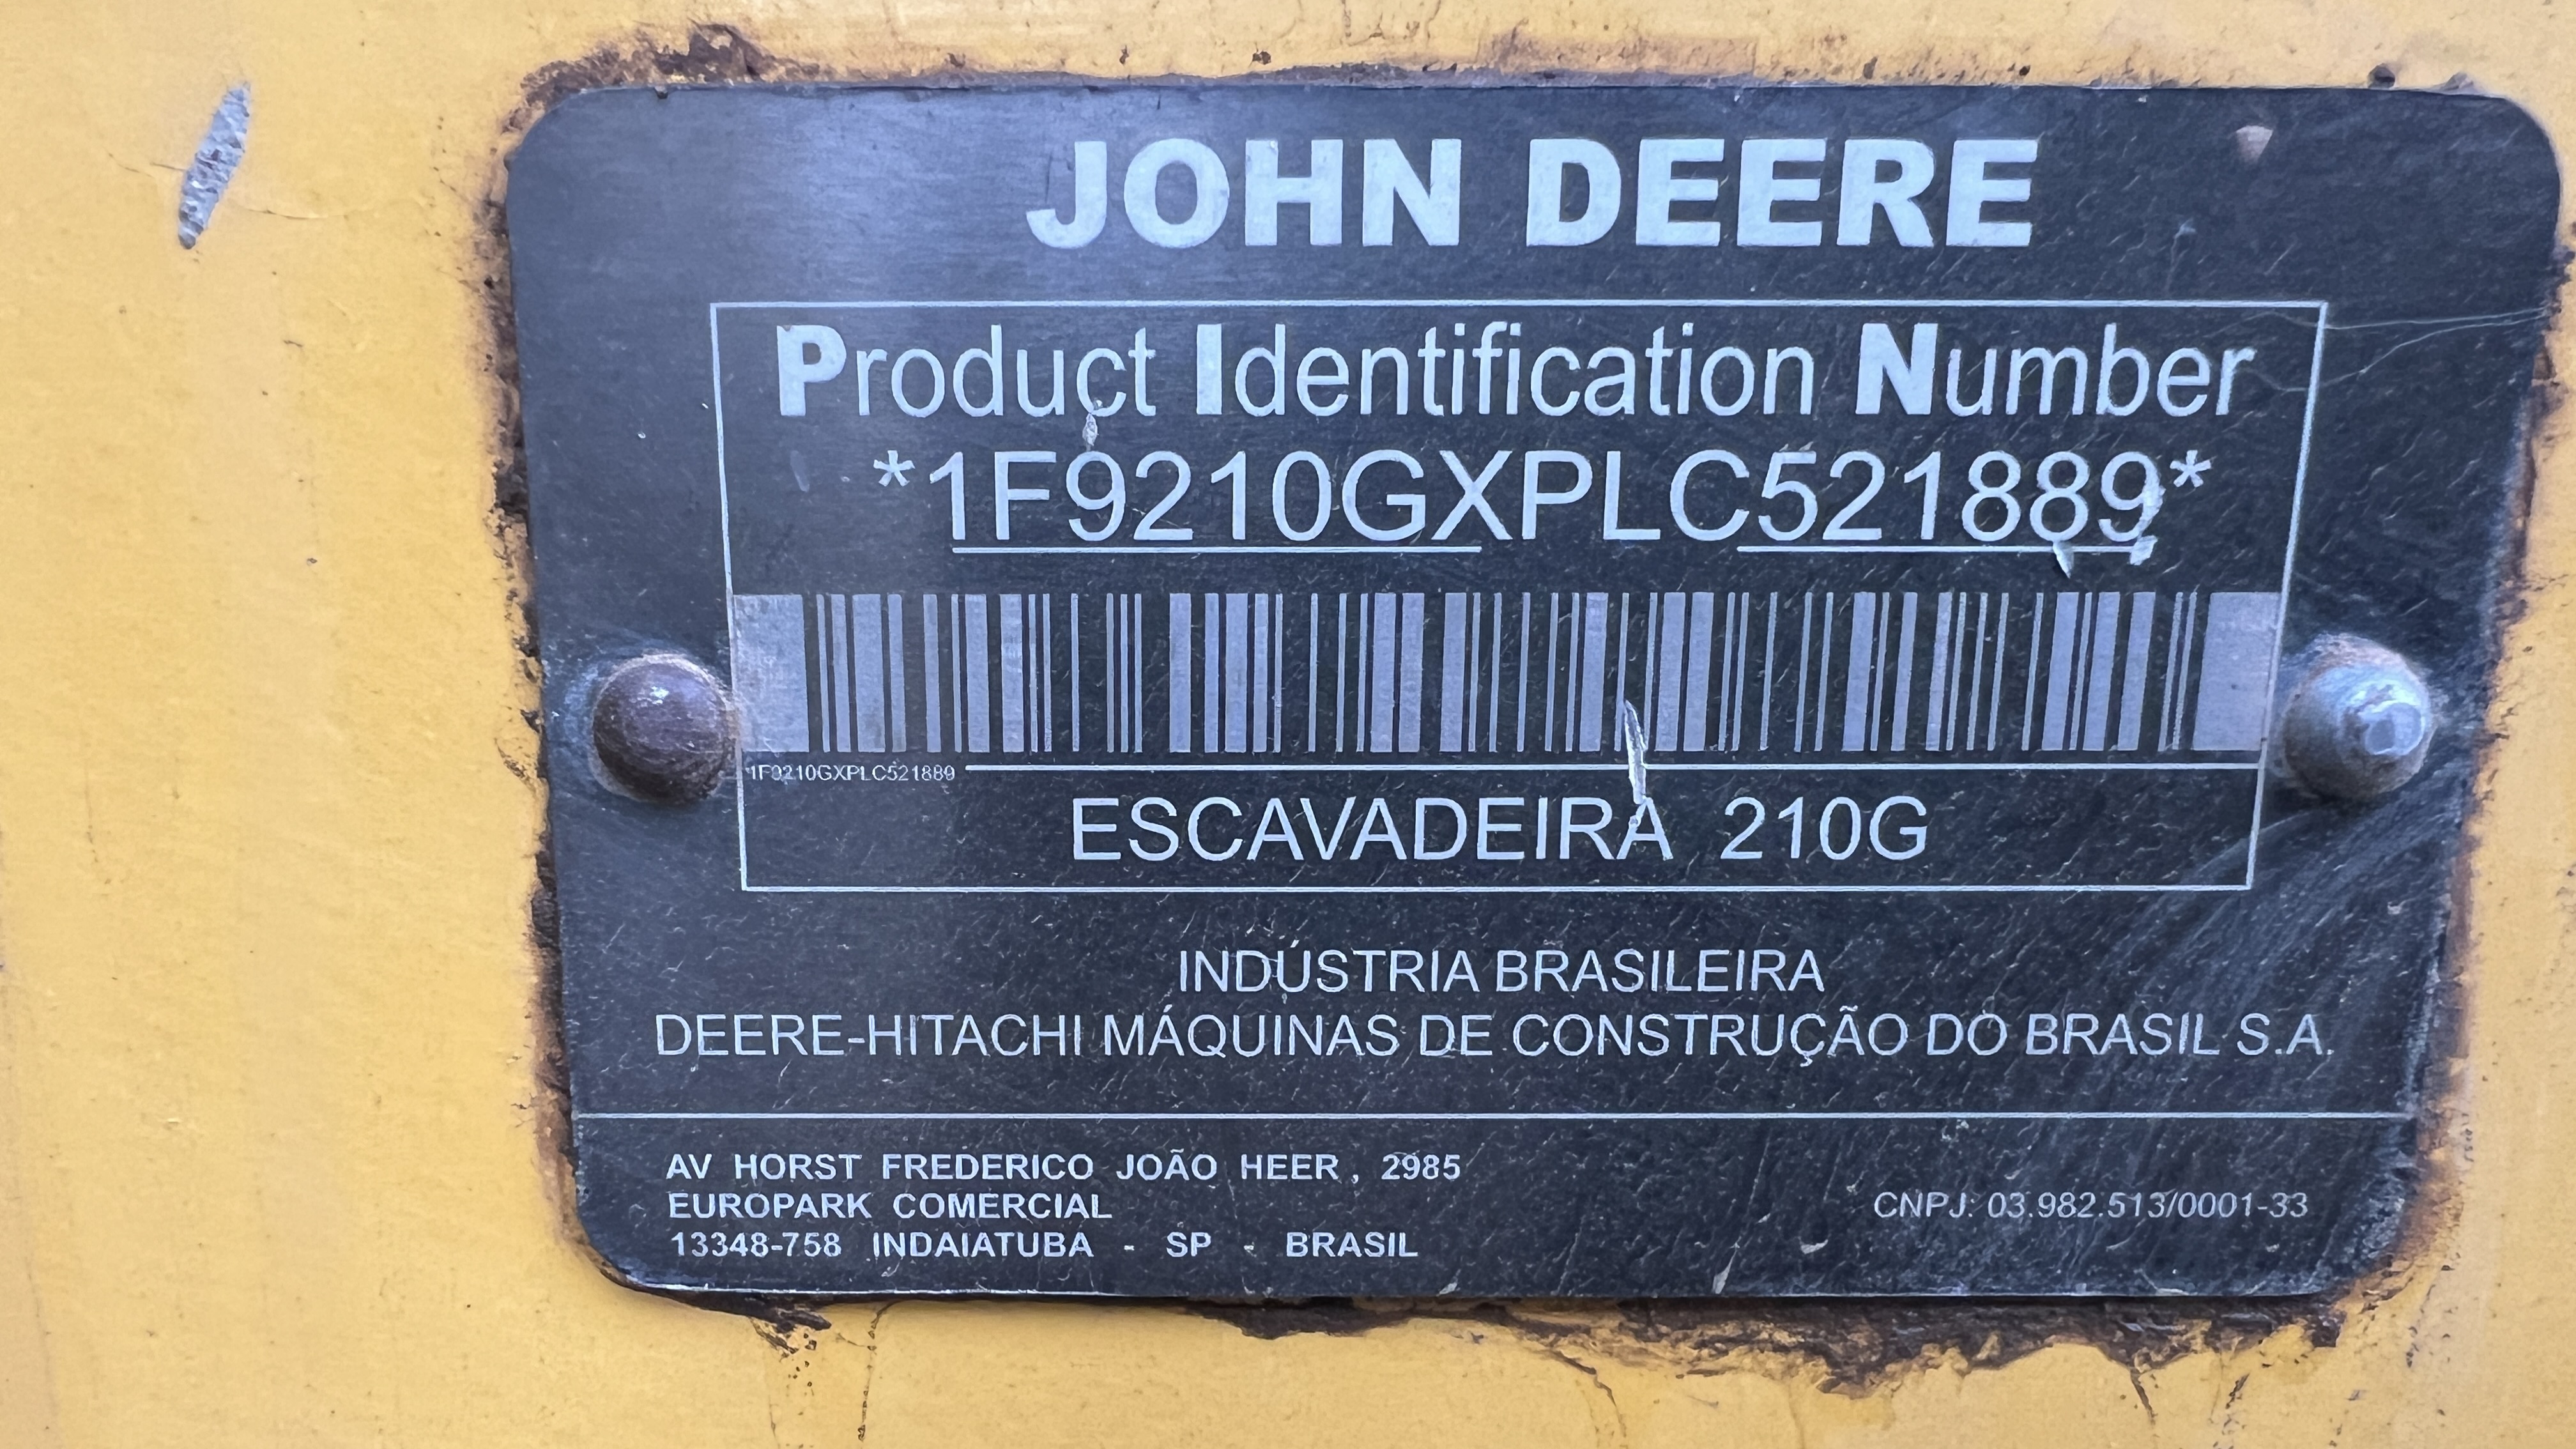 JOHN DEERE
Product Identification Number
*1F9210GXPLC521889*
1F9210GXPLC521889
ESCAVADEIRA 210G
INDÚSTRIA BRASILEIRA
DEERE-HITACHI MÁQUINAS DE CONSTRUÇÃO DO BRASIL S.A.
AV HORST FREDERICO JOÃO HEER, 2985
EUROPARK COMERCIAL
13348-758 INDAIATUBA - SP - BRASIL
CNPJ: 03.982.513/0001-33